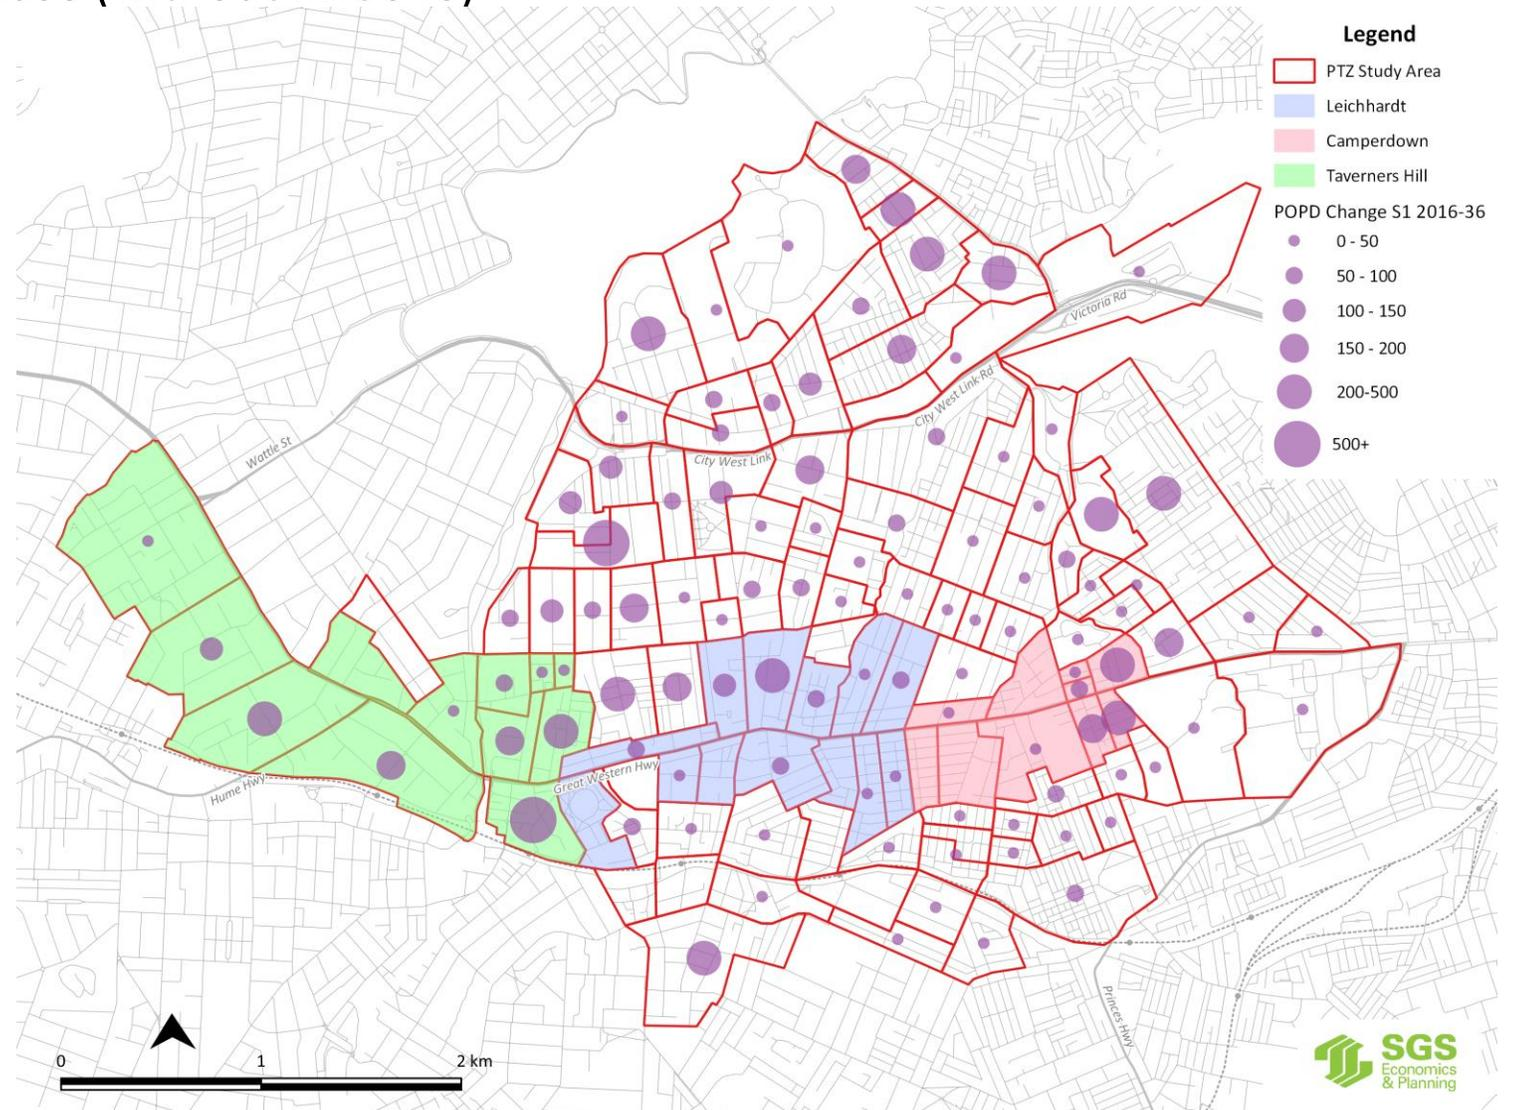 Legend
PTZ Study Area
Leichhardt
Camperdown
Taverners Hill
POPD Change S1 2016-36
0 - 50
50 - 100
100 - 150
150 - 200
200-500
500+
Victoria Rd
City West Link Rd
Wattle St
City West Link
Great Western Hwy
Hume Hwy
Princes Hwy
0 1 2 km
SGS
Economics
& Planning